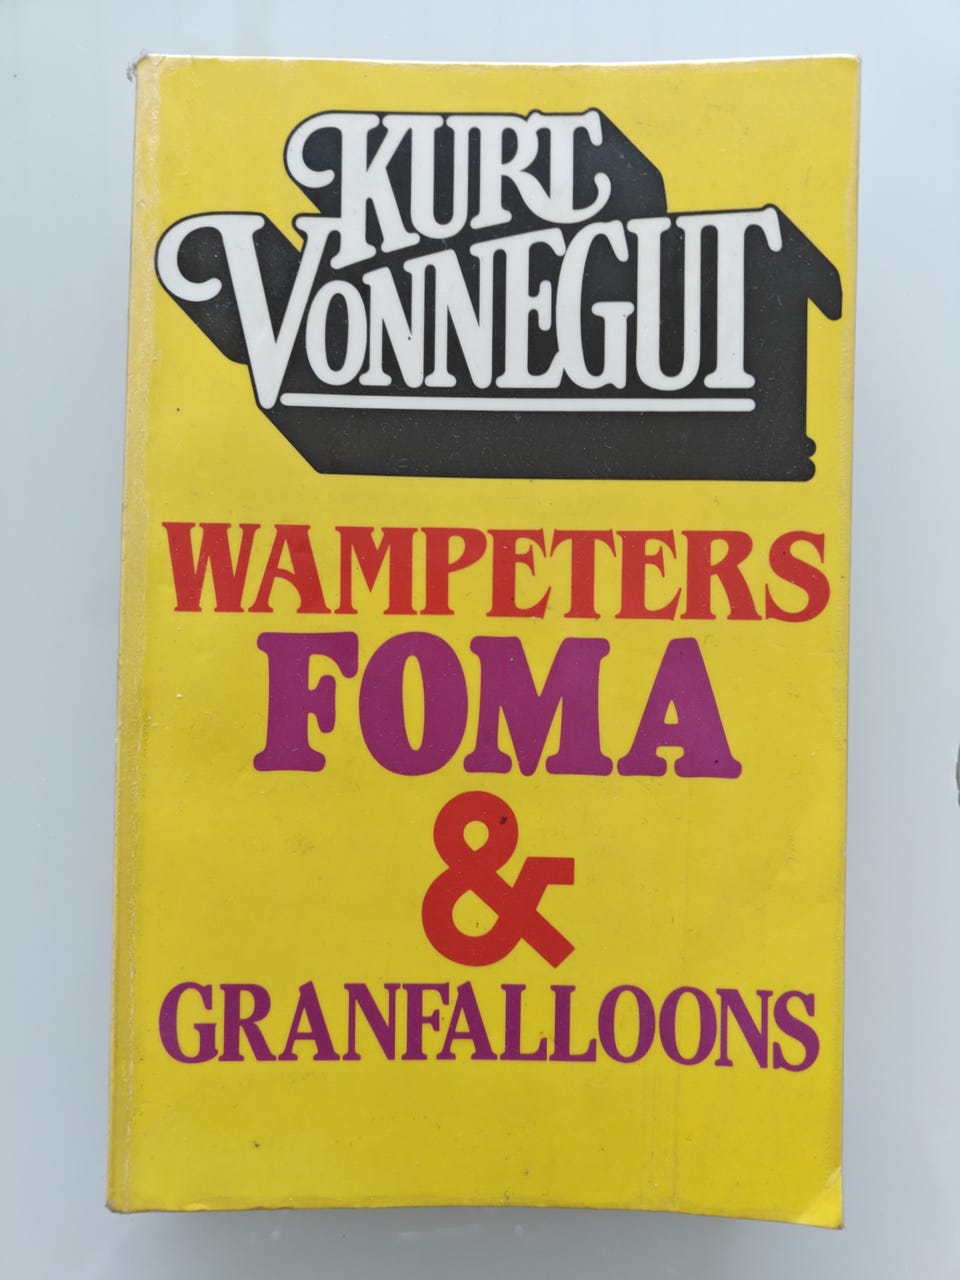 KURT
VONNEGUT
WAMPETERS
FOMA
&
GRANFALLOONS